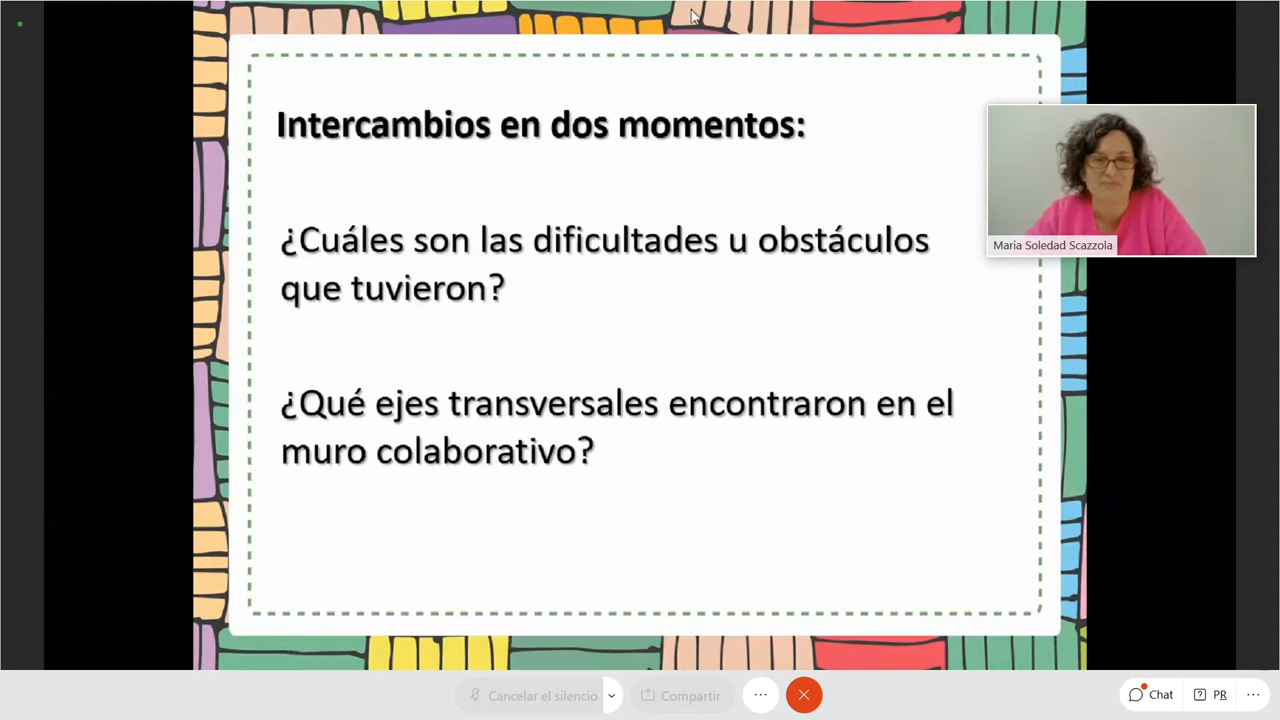 Intercambios en dos momentos:
¿Cuáles son las dificultades u obstáculos
que tuvieron?
¿Qué ejes transversales encontraron en el
muro colaborativo?
Maria Soledad Scazzola
Cancelar el silencio
Compartir
Chat
PR